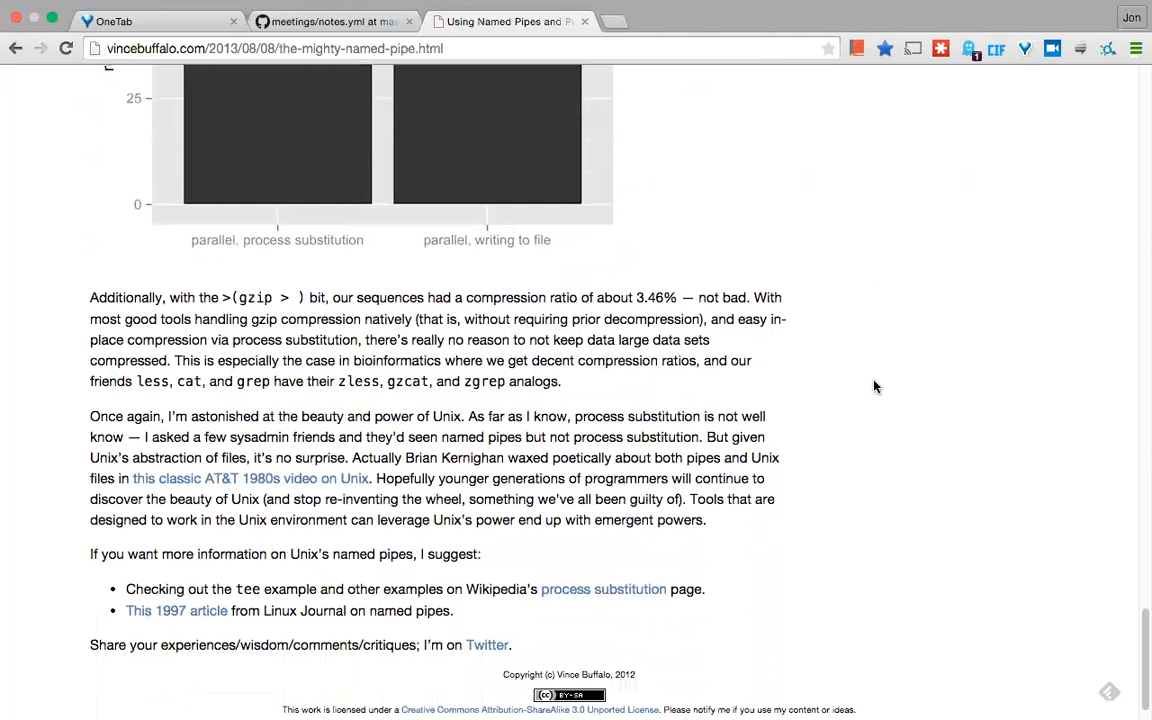 OneTab
meetings/notes.yml at mas
Using Named Pipes and P
Jon
vincebuffalo.com/2013/08/08/the-mighty-named-pipe.html
CIF
1
25
0
parallel, process substitution
parallel, writing to file
Additionally, with the >(gzip > ) bit, our sequences had a compression ratio of about 3.46% — not bad. With
most good tools handling gzip compression natively (that is, without requiring prior decompression), and easy in-
place compression via process substitution, there's really no reason to not keep data large data sets
compressed. This is especially the case in bioinformatics where we get decent compression ratios, and our
friends less, cat, and grep have their zless, gzcat, and zgrep analogs.
Once again, I'm astonished at the beauty and power of Unix. As far as I know, process substitution is not well
know — I asked a few sysadmin friends and they'd seen named pipes but not process substitution. But given
Unix's abstraction of files, it's no surprise. Actually Brian Kernighan waxed poetically about both pipes and Unix
files in this classic AT&T 1980s video on Unix. Hopefully younger generations of programmers will continue to
discover the beauty of Unix (and stop re-inventing the wheel, something we've all been guilty of). Tools that are
designed to work in the Unix environment can leverage Unix's power end up with emergent powers.
If you want more information on Unix's named pipes, I suggest:
• Checking out the tee example and other examples on Wikipedia's process substitution page.
• This 1997 article from Linux Journal on named pipes.
Share your experiences/wisdom/comments/critiques; I'm on Twitter.
Copyright (c) Vince Buffalo, 2012
(cc) BY-SA
This work is licensed under a Creative Commons Attribution-ShareAlike 3.0 Unported License. Please notify me if you use my content or ideas.